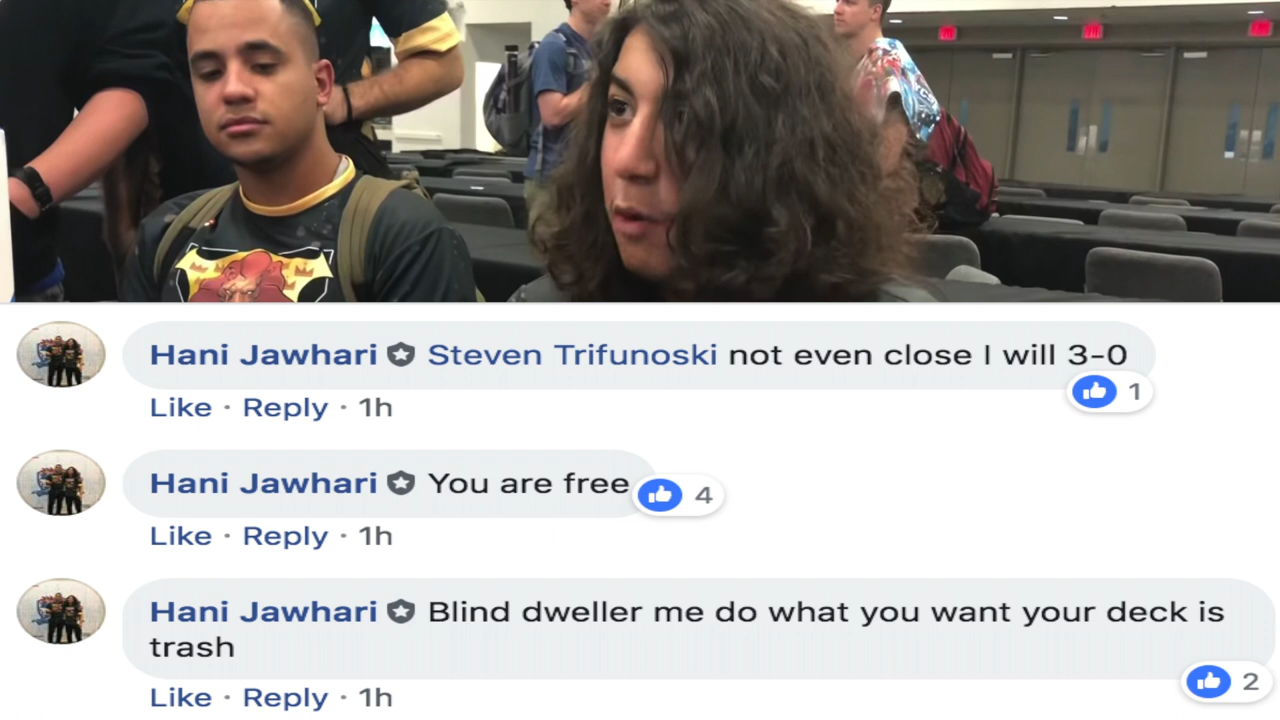 Hani Jawhari Steven Trifunoski not even close I will 3-0
1
Like · Reply · 1h
Hani Jawhari You are free
4
Like · Reply · 1h
Hani Jawhari Blind dweller me do what you want your deck is
trash
2
Like · Reply · 1h